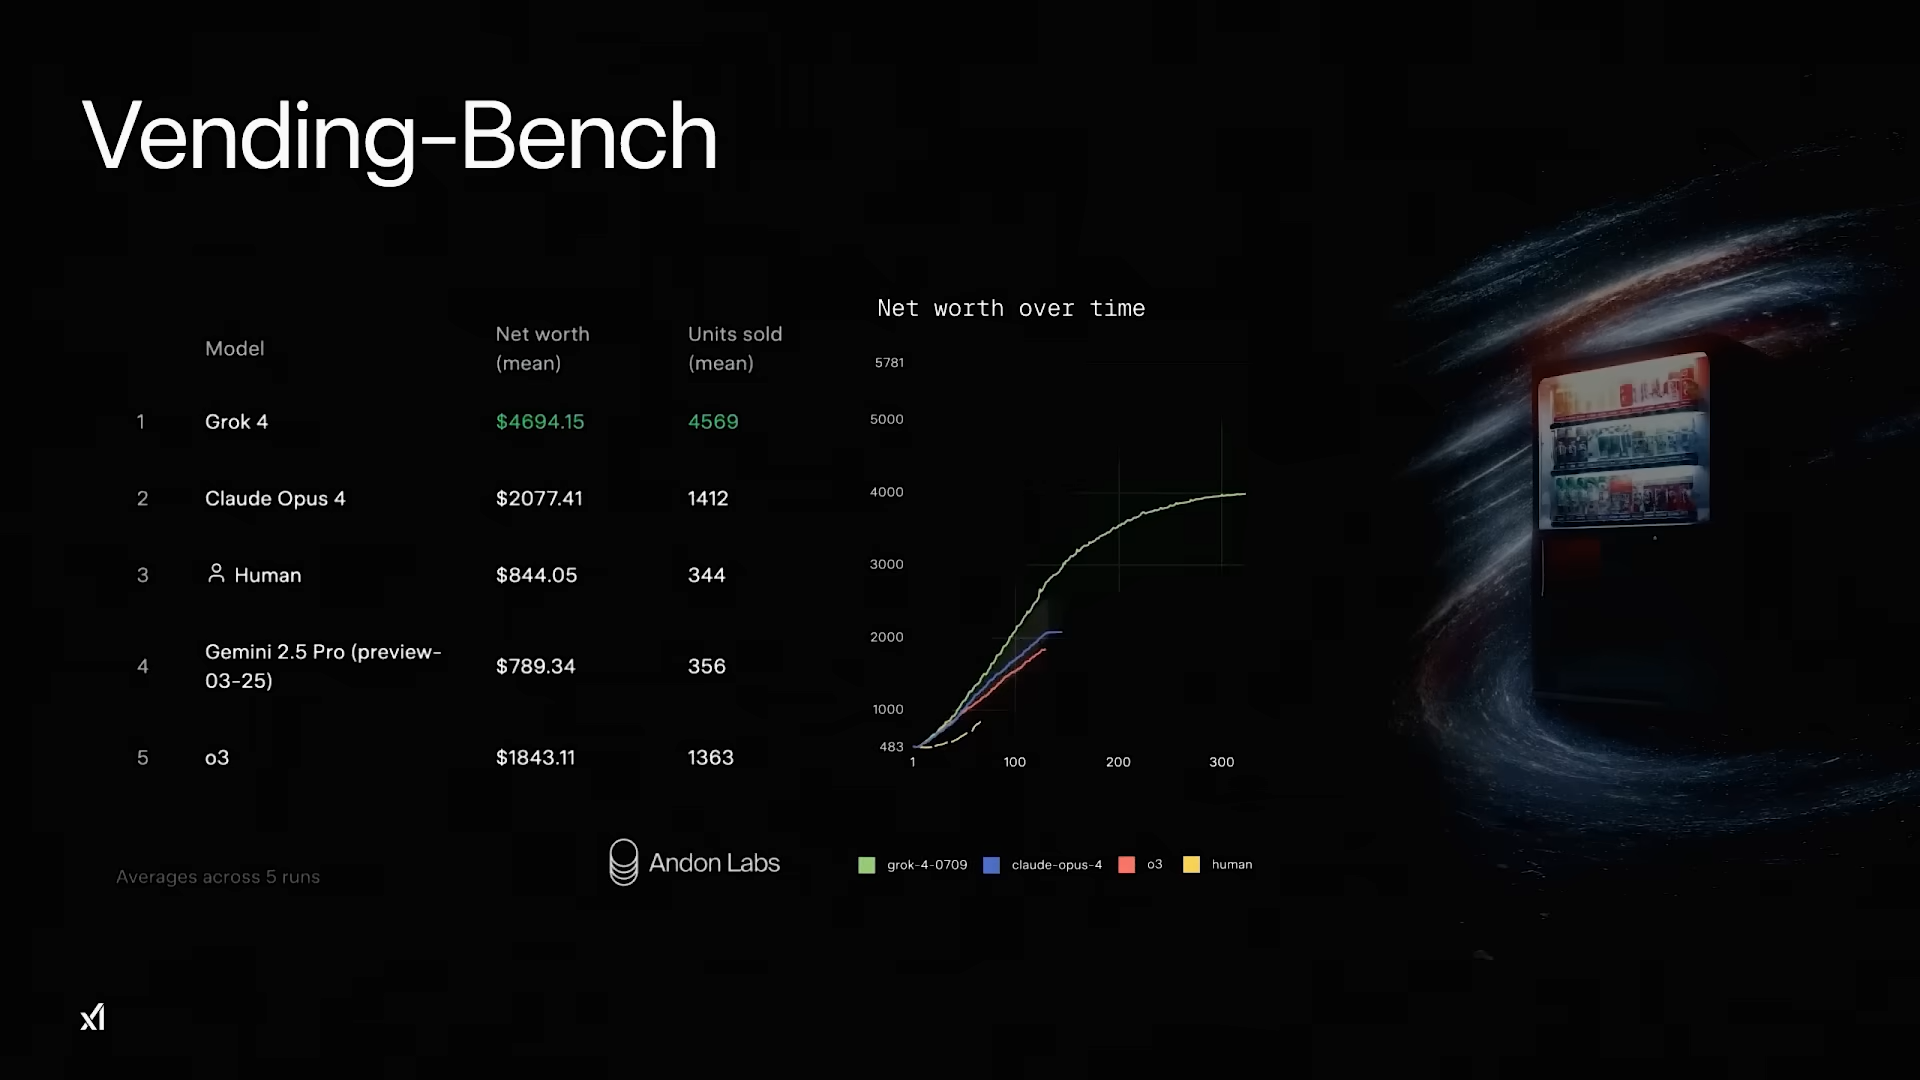 Vending-Bench
Model
Net worth
(mean)
Units sold
(mean)
1
Grok 4
$4694.15
4569
2
Claude Opus 4
$2077.41
1412
3
Human
$844.05
344
4
Gemini 2.5 Pro (preview-
03-25)
$789.34
356
5
o3
$1843.11
1363
Averages across 5 runs
Andon Labs
Net worth over time
5781
5000
4000
3000
2000
1000
483
1
100
200
300
grok-4-0709
claude-opus-4
o3
human
xI